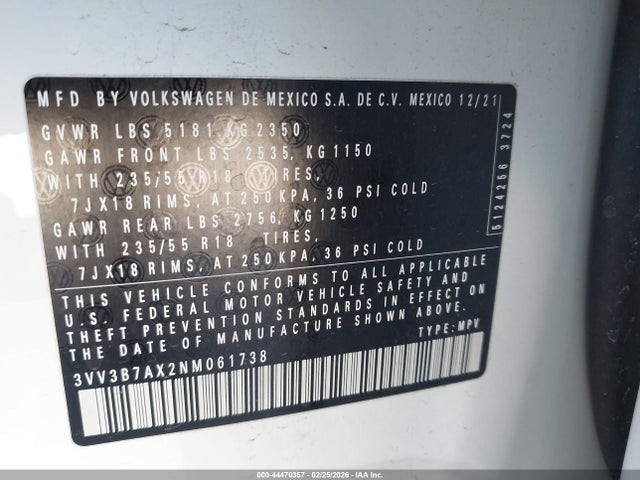 MFD BY VOLKSWAGEN DE MEXICO S.A. DE C.V. MEXICO 12/21
GVWR LBS 5181, KG 2350
GAWR FRONT LBS 2535, KG 1150
WITH 235/55 R18 TIRES,
7JX18 RIMS, AT 250 KPA, 36 PSI COLD
GAWR REAR LBS 2756, KG 1250
WITH 235/55 R18 TIRES,
7JX18 RIMS, AT 250 KPA, 36 PSI COLD
THIS VEHICLE CONFORMS TO ALL APPLICABLE
U.S. FEDERAL MOTOR VEHICLE SAFETY AND
THEFT PREVENTION STANDARDS IN EFFECT ON
THE DATE OF MANUFACTURE SHOWN ABOVE.
3VV3B7AX2NM061738 TYPE: MPV
5124256 3724
000-44470357 - 02/25/2026 - IAA Inc.